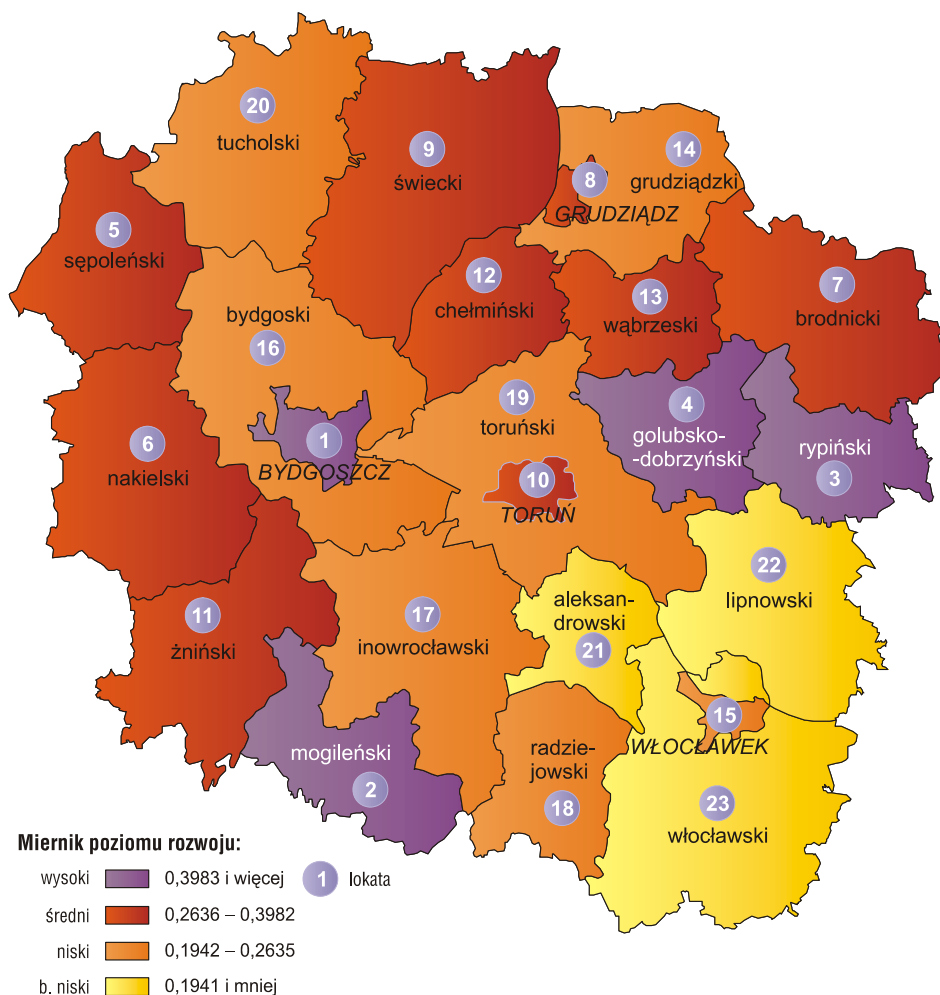 20
tucholski
9
świecki
14
grudziądzki
8
GRUDZIĄDZ
5
sępoleński
12
chełmiński
13
wąbrzeski
7
brodnicki
bydgoski
16
1
BYDGOSZCZ
19
toruński
4
golubsko-
-dobrzyński
rypiński
3
6
nakielski
10
TORUŃ
22
lipnowski
11
żniński
17
inowrocławski
aleksan-
drowski
21
mogileński
2
radzie-
jowski
18
15
WŁOCŁAWEK
23
włocławski
Miernik poziomu rozwoju:
wysoki 0,3983 i więcej 1 lokata
średni 0,2636 – 0,3982
niski 0,1942 – 0,2635
b. niski 0,1941 i mniej